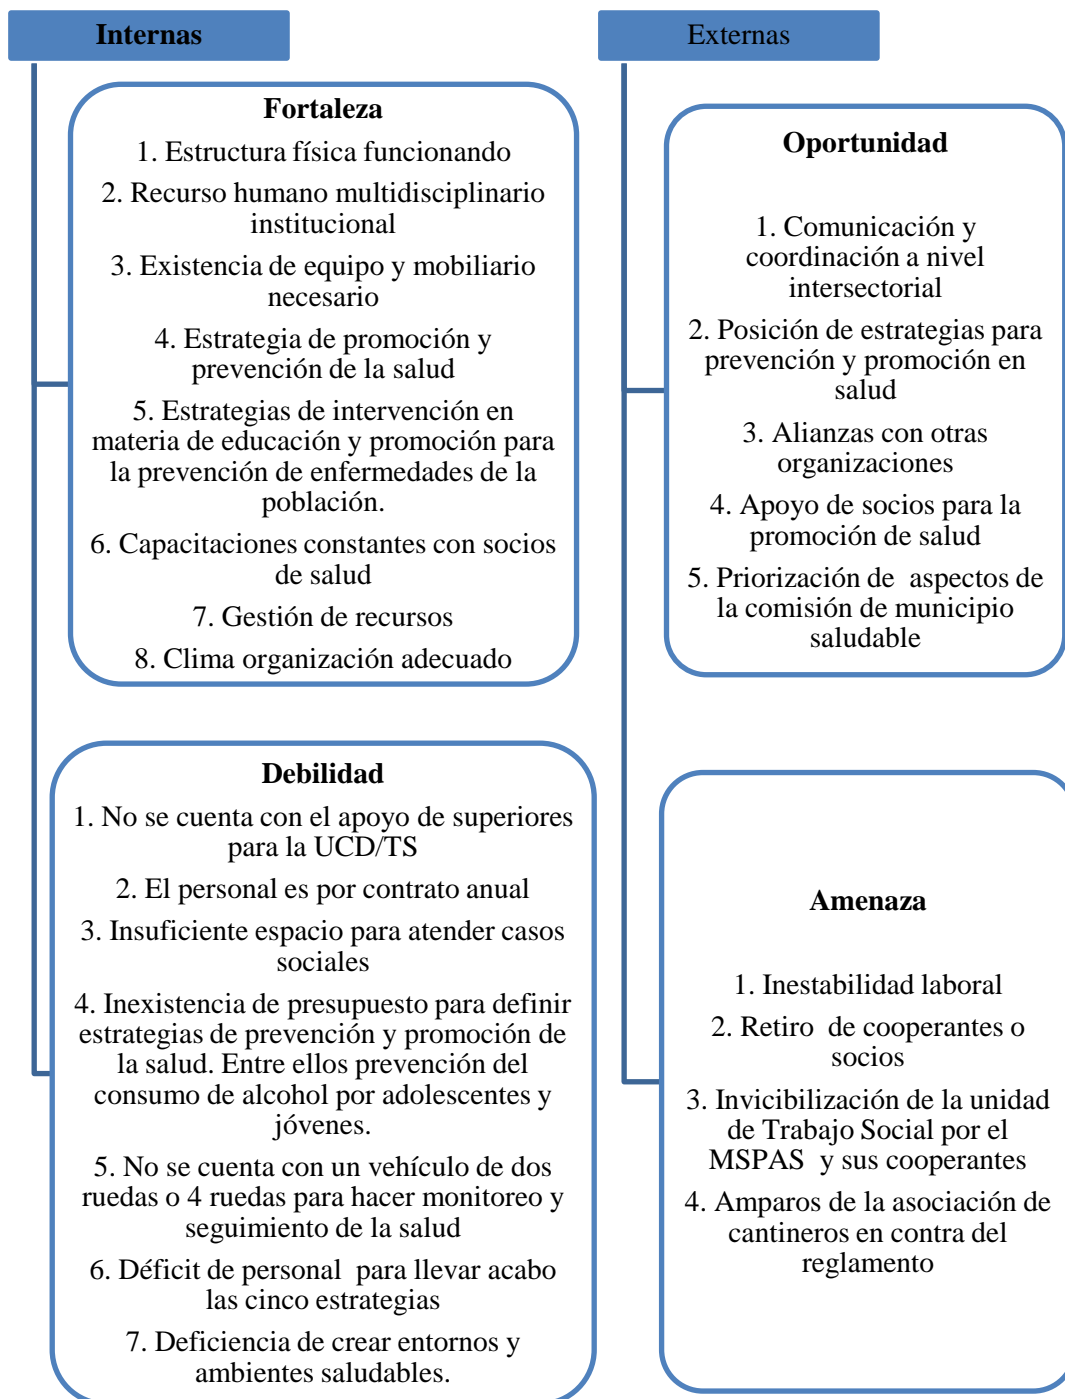 Internas
Fortaleza
1. Estructura física funcionando
2. Recurso humano multidisciplinario
institucional
3. Existencia de equipo y mobiliario
necesario
4. Estrategia de promoción y
prevención de la salud
5. Estrategias de intervención en
materia de educación y promoción para
la prevención de enfermedades de la
población.
6. Capacitaciones constantes con socios
de salud
7. Gestión de recursos
8. Clima organización adecuado
Debilidad
1. No se cuenta con el apoyo de superiores
para la UCD/TS
2. El personal es por contrato anual
3. Insuficiente espacio para atender casos
sociales
4. Inexistencia de presupuesto para definir
estrategias de prevención y promoción de
la salud. Entre ellos prevención del
consumo de alcohol por adolescentes y
jóvenes.
5. No se cuenta con un vehículo de dos
ruedas o 4 ruedas para hacer monitoreo y
seguimiento de la salud
6. Déficit de personal para llevar acabo
las cinco estrategias
7. Deficiencia de crear entornos y
ambientes saludables.
Externas
Oportunidad
1. Comunicación y
coordinación a nivel
intersectorial
2. Posición de estrategias para
prevención y promoción en
salud
3. Alianzas con otras
organizaciones
4. Apoyo de socios para la
promoción de salud
5. Priorización de aspectos de
la comisión de municipio
saludable
Amenaza
1. Inestabilidad laboral
2. Retiro de cooperantes o
socios
3. Invicibilización de la unidad
de Trabajo Social por el
MSPAS y sus cooperantes
4. Amparos de la asociación de
cantineros en contra del
reglamento